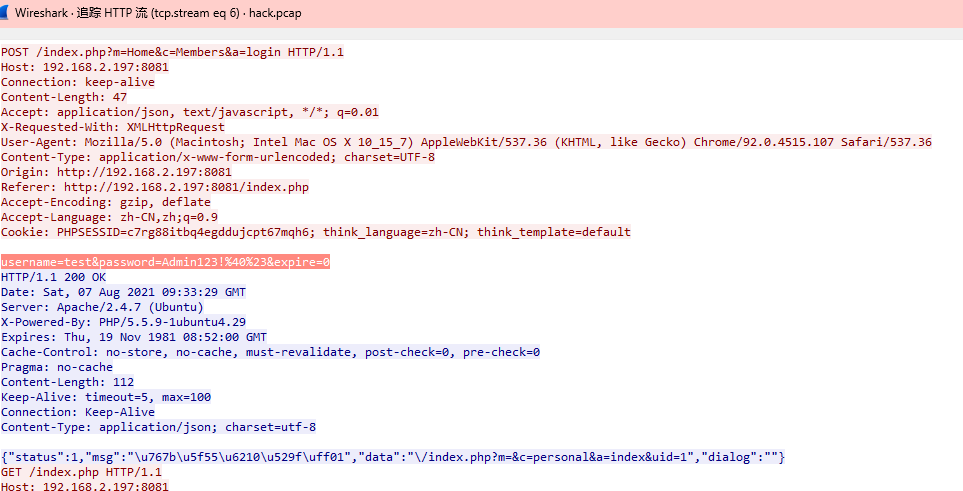 Wireshark · 追踪 HTTP 流 (tcp.stream eq 6) · hack.pcap
POST /index.php?m=Home&c=Members&a=login HTTP/1.1
Host: 192.168.2.197:8081
Connection: keep-alive
Content-Length: 47
Accept: application/json, text/javascript, */*; q=0.01
X-Requested-With: XMLHttpRequest
User-Agent: Mozilla/5.0 (Macintosh; Intel Mac OS X 10_15_7) AppleWebKit/537.36 (KHTML, like Gecko) Chrome/92.0.4515.107 Safari/537.36
Content-Type: application/x-www-form-urlencoded; charset=UTF-8
Origin: http://192.168.2.197:8081
Referer: http://192.168.2.197:8081/index.php
Accept-Encoding: gzip, deflate
Accept-Language: zh-CN,zh;q=0.9
Cookie: PHPSESSID=c7rg88itbq4egddujcpt67mqh6; think_language=zh-CN; think_template=default
username=test&password=Admin123!%40%23&expire=0
HTTP/1.1 200 OK
Date: Sat, 07 Aug 2021 09:33:29 GMT
Server: Apache/2.4.7 (Ubuntu)
X-Powered-By: PHP/5.5.9-1ubuntu4.29
Expires: Thu, 19 Nov 1981 08:52:00 GMT
Cache-Control: no-store, no-cache, must-revalidate, post-check=0, pre-check=0
Pragma: no-cache
Content-Length: 112
Keep-Alive: timeout=5, max=100
Connection: Keep-Alive
Content-Type: application/json; charset=utf-8
{"status":1,"msg":"\u767b\u5f55\u6210\u529f\uff01","data":"\/index.php?m=&c=personal&a=index&uid=1","dialog":""}
GET /index.php HTTP/1.1
Host: 192.168.2.197:8081